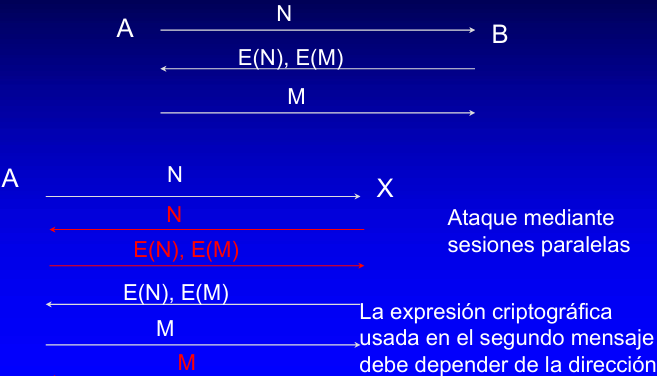 N
A
B
E(N), E(M)
M
A
N
X
N
Ataque mediante
sesiones paralelas
E(N), E(M)
E(N), E(M)
La expresión criptográfica
M
usada en el segundo mensaje
M
debe depender de la dirección